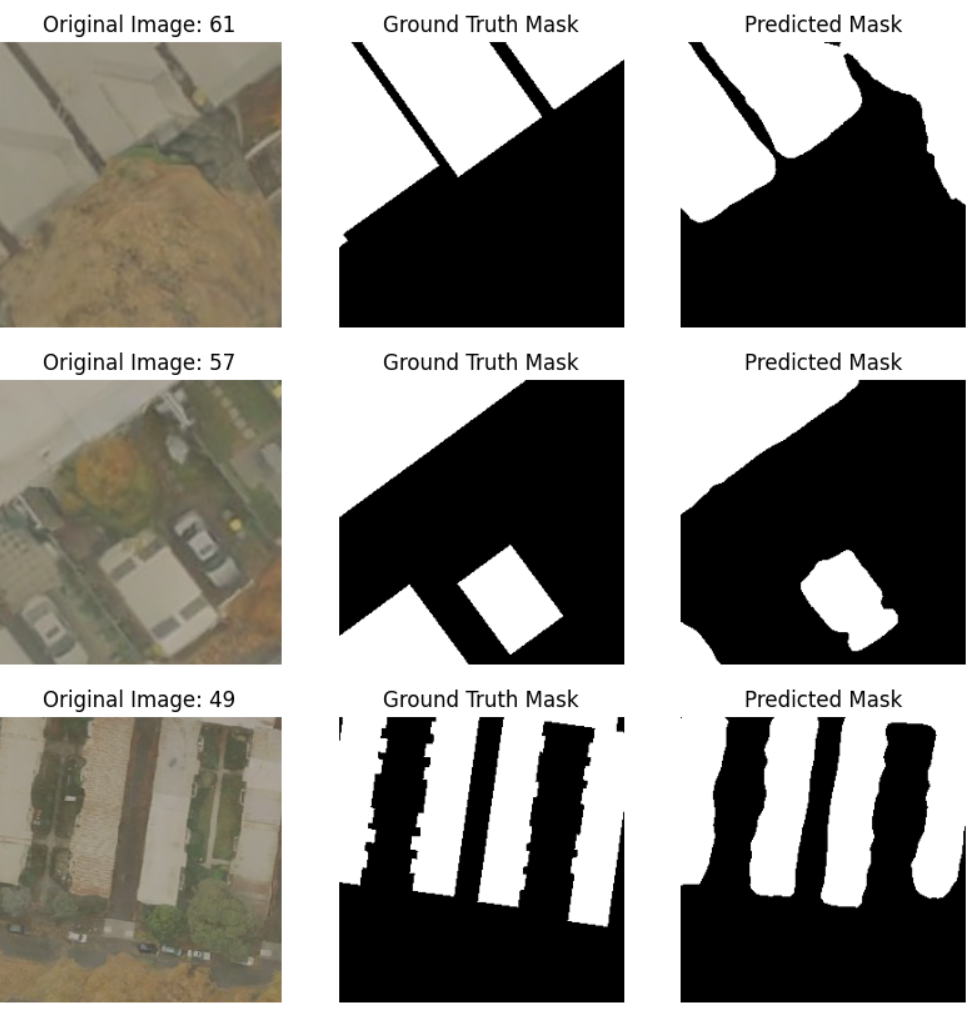 Original Image: 61 Ground Truth Mask Predicted Mask
Original Image: 57 Ground Truth Mask Predicted Mask
Original Image: 49 Ground Truth Mask Predicted Mask